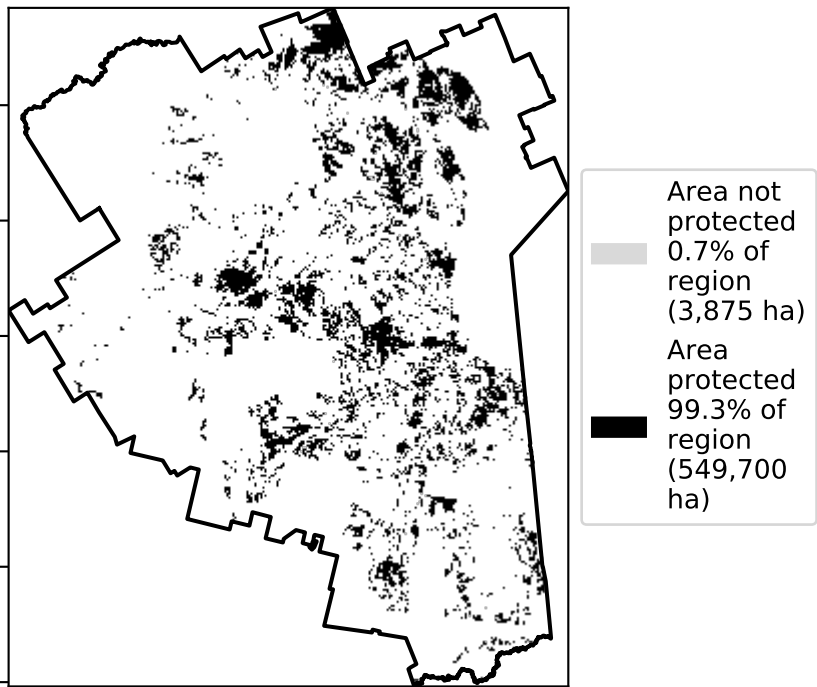 Area not
protected
0.7% of
region
(3,875 ha)
Area
protected
99.3% of
region
(549,700
ha)